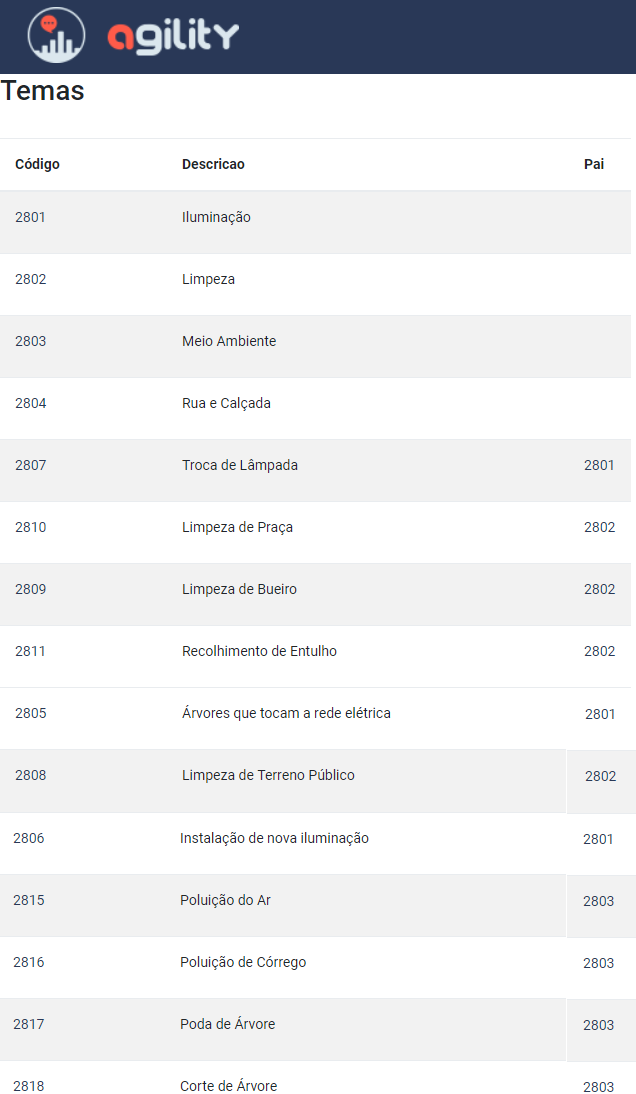 agility
Temas
Código Descricao Pai
2801 Iluminação
2802 Limpeza
2803 Meio Ambiente
2804 Rua e Calçada
2807 Troca de Lâmpada 2801
2810 Limpeza de Praça 2802
2809 Limpeza de Bueiro 2802
2811 Recolhimento de Entulho 2802
2805 Árvores que tocam a rede elétrica 2801
2808 Limpeza de Terreno Público 2802
2806 Instalação de nova iluminação 2801
2815 Poluição do Ar 2803
2816 Poluição de Córrego 2803
2817 Poda de Árvore 2803
2818 Corte de Árvore 2803